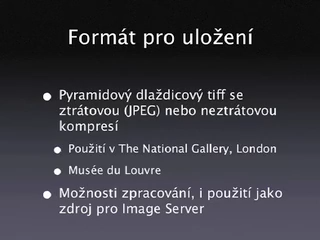 Formát pro uložení
• Pyramidový dlaždicový tiff se
ztrátovou (JPEG) nebo neztrátovou
kompresí
• Použití v The National Gallery, London
• Musée du Louvre
• Možnosti zpracování, i použití jako
zdroj pro Image Server